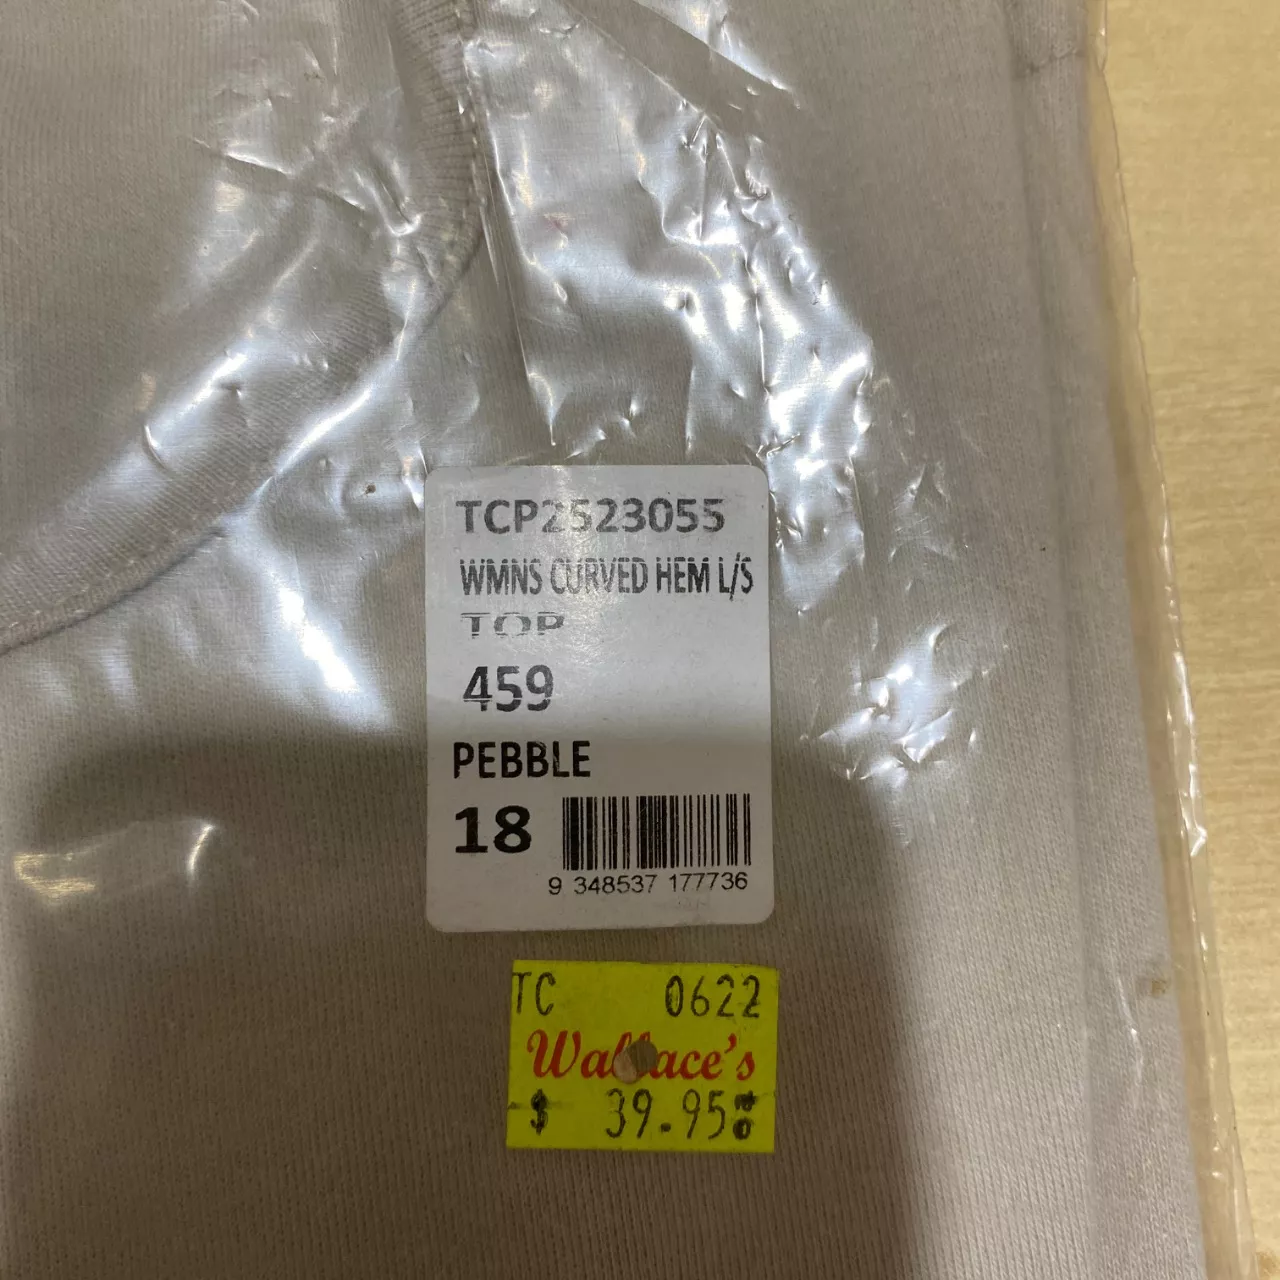 TCP2523055
WMNS CURVED HEM L/S
TOP
459
PEBBLE
18
9 348537 177736
TC 0622
Wallace's
$ 39.95